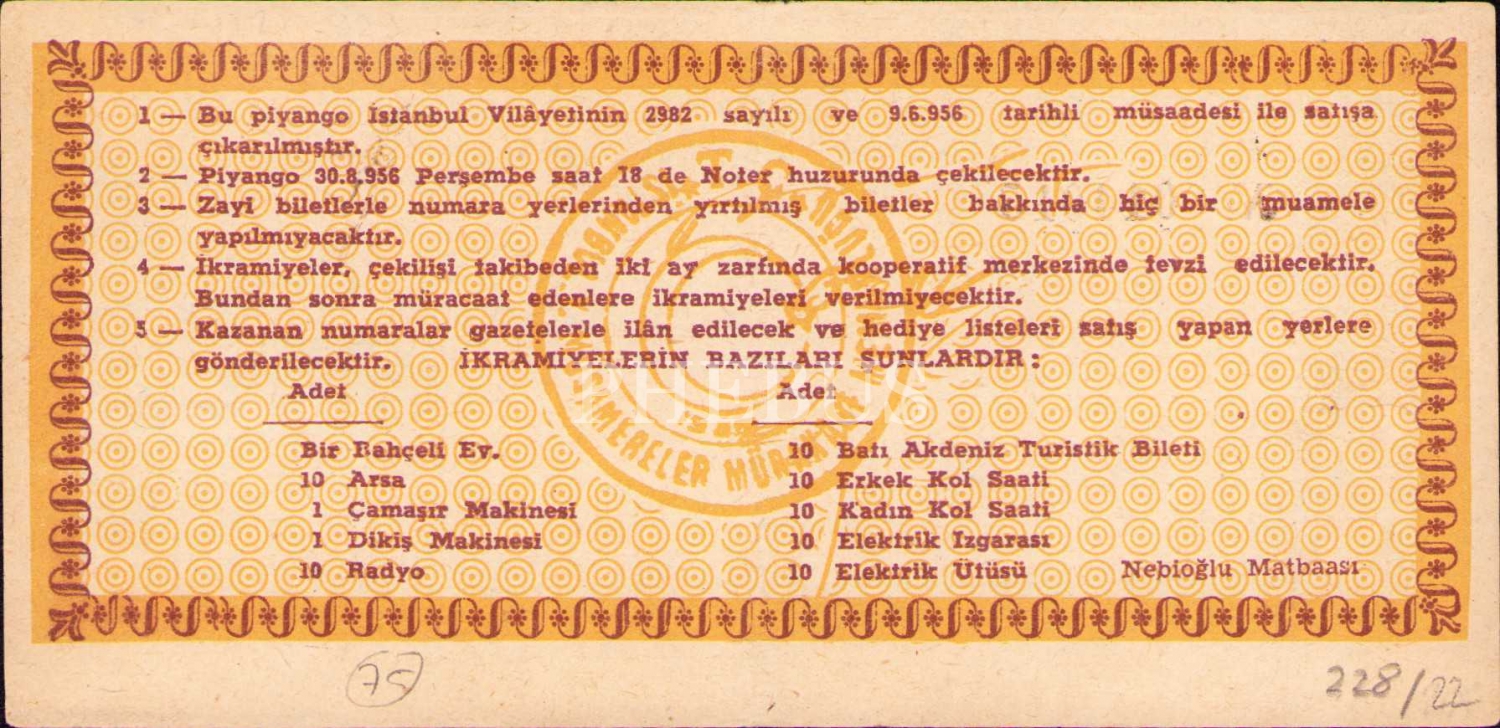 1 — Bu piyango İstanbul Vilâyetinin 2982 sayılı ve 9.6.956 tarihli müsaadesi ile satışa
çıkarılmıştır.
2 — Piyango 30.8.956 Perşembe saat 18 de Noter huzurunda çekilecektir.
3 — Zayi biletlerle numara yerlerinden yırtılmış biletler hakkında hiç bir muamele
yapılmıyacaktır.
4 — İkramiyeler, çekilişi takibeden iki ay zarfında kooperatif merkezinde tevzi edilecektir.
Bundan sonra müracaat edenlere ikramiyeleri verilmiyecektir.
5 — Kazanan numaralar gazetelerle ilân edilecek ve hediye listeleri satış yapan yerlere
gönderilecektir. İKRAMİYELERİN BAZILARI ŞUNLARDIR :
Adet Adet
Bir Bahçeli Ev. 10 Batı Akdeniz Turistik Bileti
10 Arsa 10 Erkek Kol Saati
1 Çamaşır Makinesi 10 Kadın Kol Saati
1 Dikiş Makinesi 10 Elektrik Izgarası
10 Radyo 10 Elektrik Ütüsü Nebioğlu Matbaası
PHEBUS
75
228/22